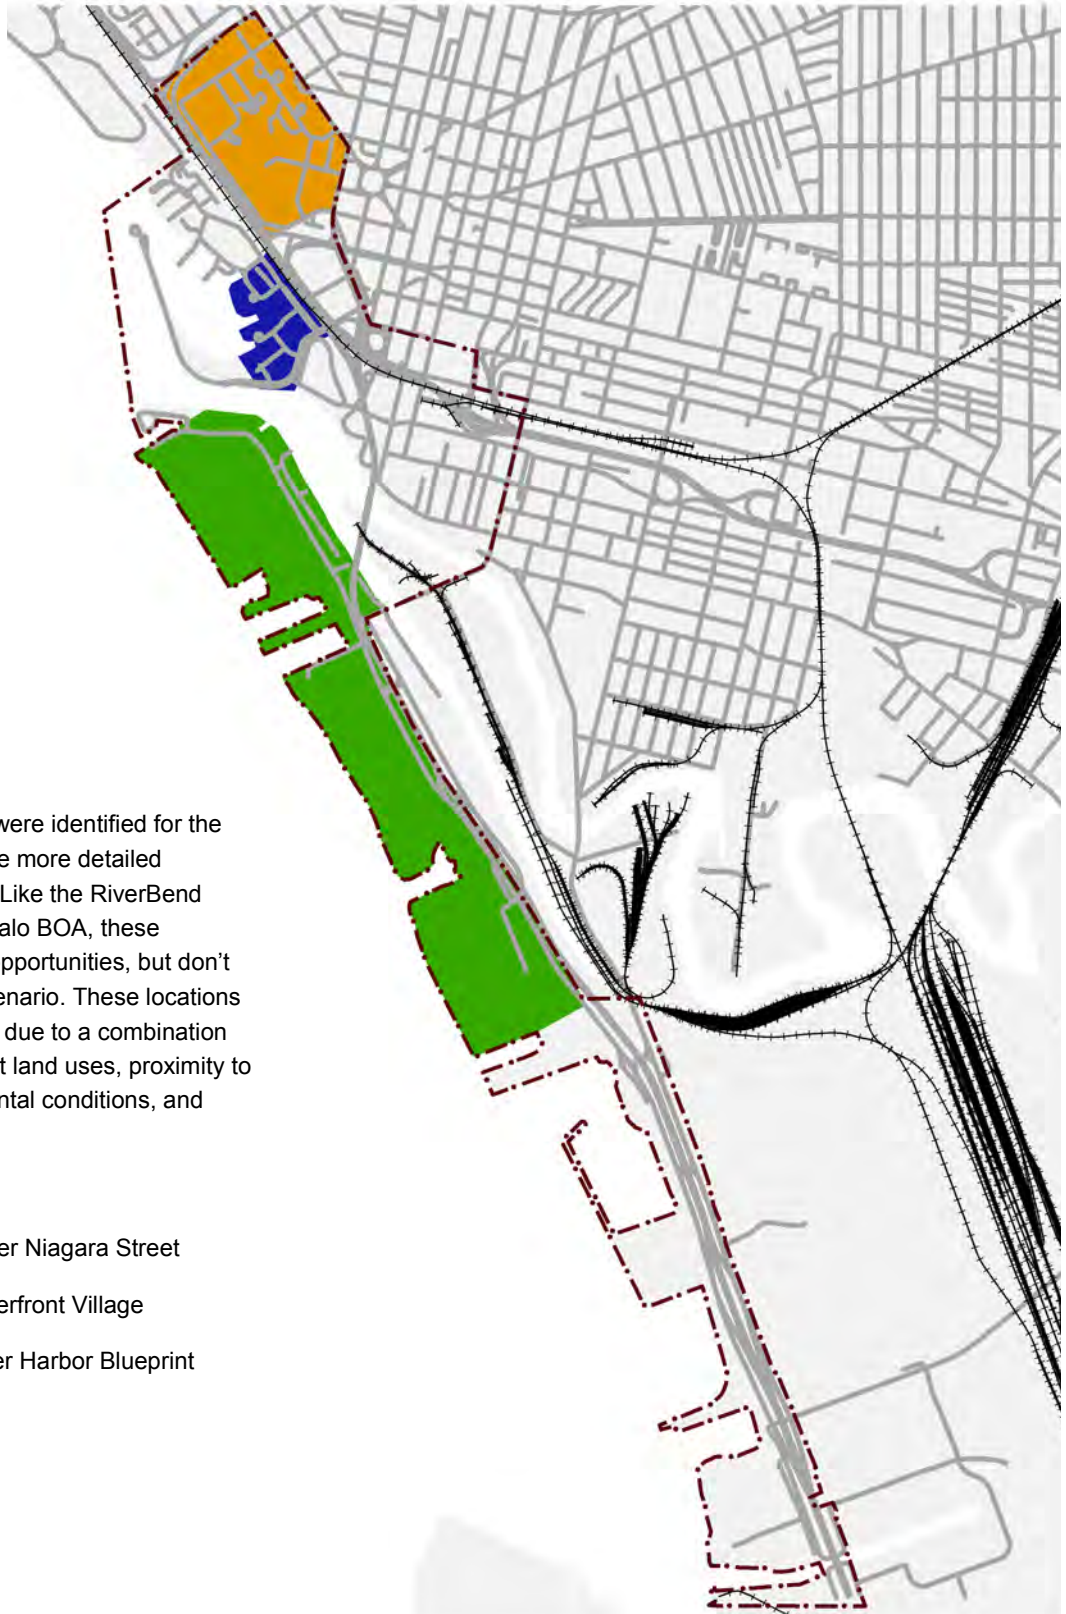 were identified for the
e more detailed
Like the RiverBend
alo BOA, these
pportunities, but don’t
enario. These locations
due to a combination
t land uses, proximity to
ntal conditions, and
er Niagara Street
erfront Village
er Harbor Blueprint